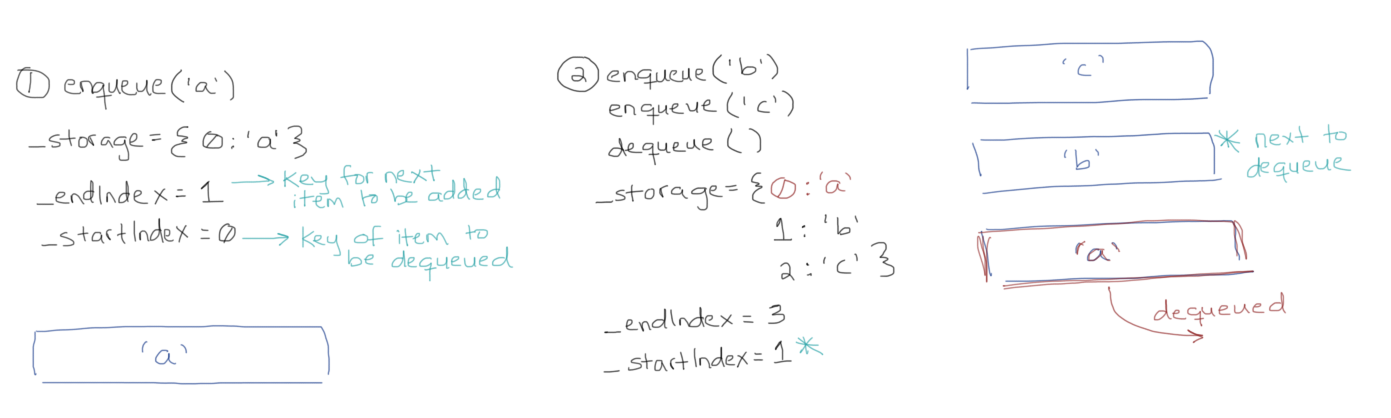 ① enqueue('a')
_storage = { 0 : 'a' }
_endIndex = 1 → key for next
item to be added
_startIndex = 0 → key of item to
be dequeued
'a'
② enqueue('b')
enqueue('c')
dequeue()
_storage = { 0 : 'a'
1 : 'b'
2 : 'c' }
_endIndex = 3
_startIndex = 1 *
'c'
'b' * next to
dequeue
'a'
dequeued